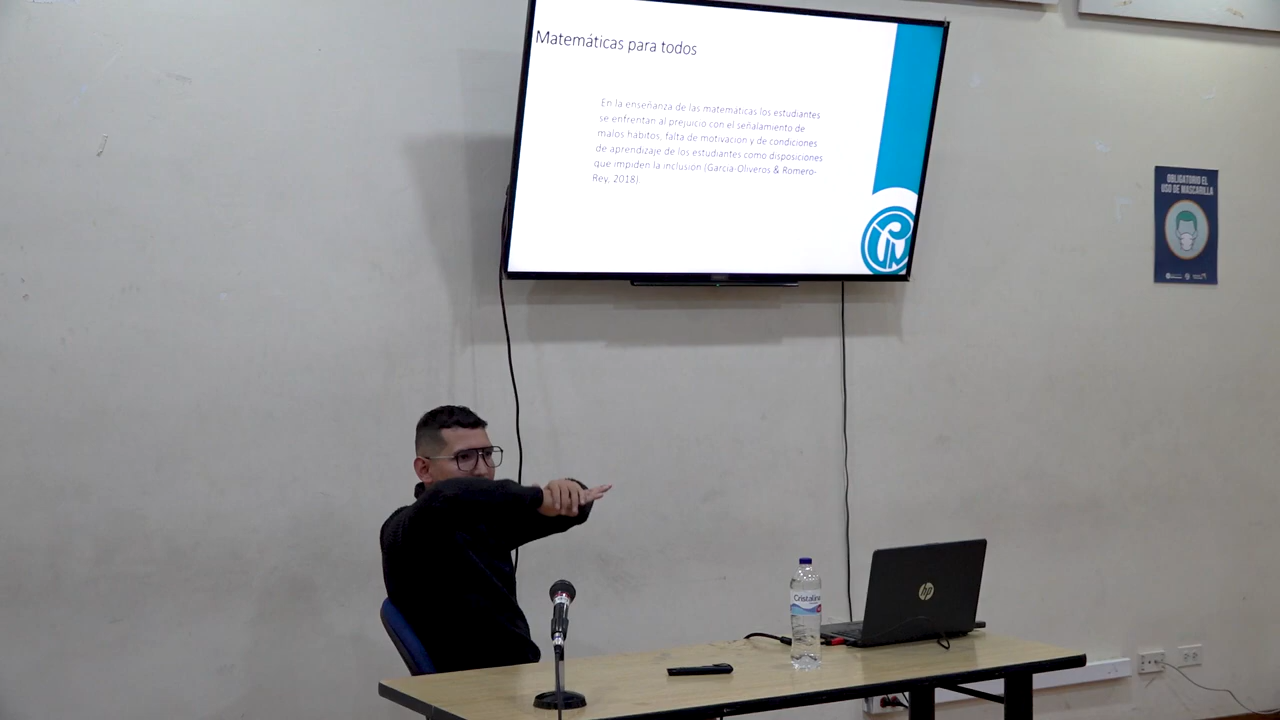 Matemáticas para todos
En la enseñanza de las matemáticas los estudiantes
se enfrentan al prejuicio con el señalamiento de
malos hábitos, falta de motivación y de condiciones
de aprendizaje de los estudiantes como disposiciones
que impiden la inclusión (García-Oliveros & Romero-
Rey, 2018)
OBLIGATORIO EL
USO DE MASCARILLA
Cristalina
hp